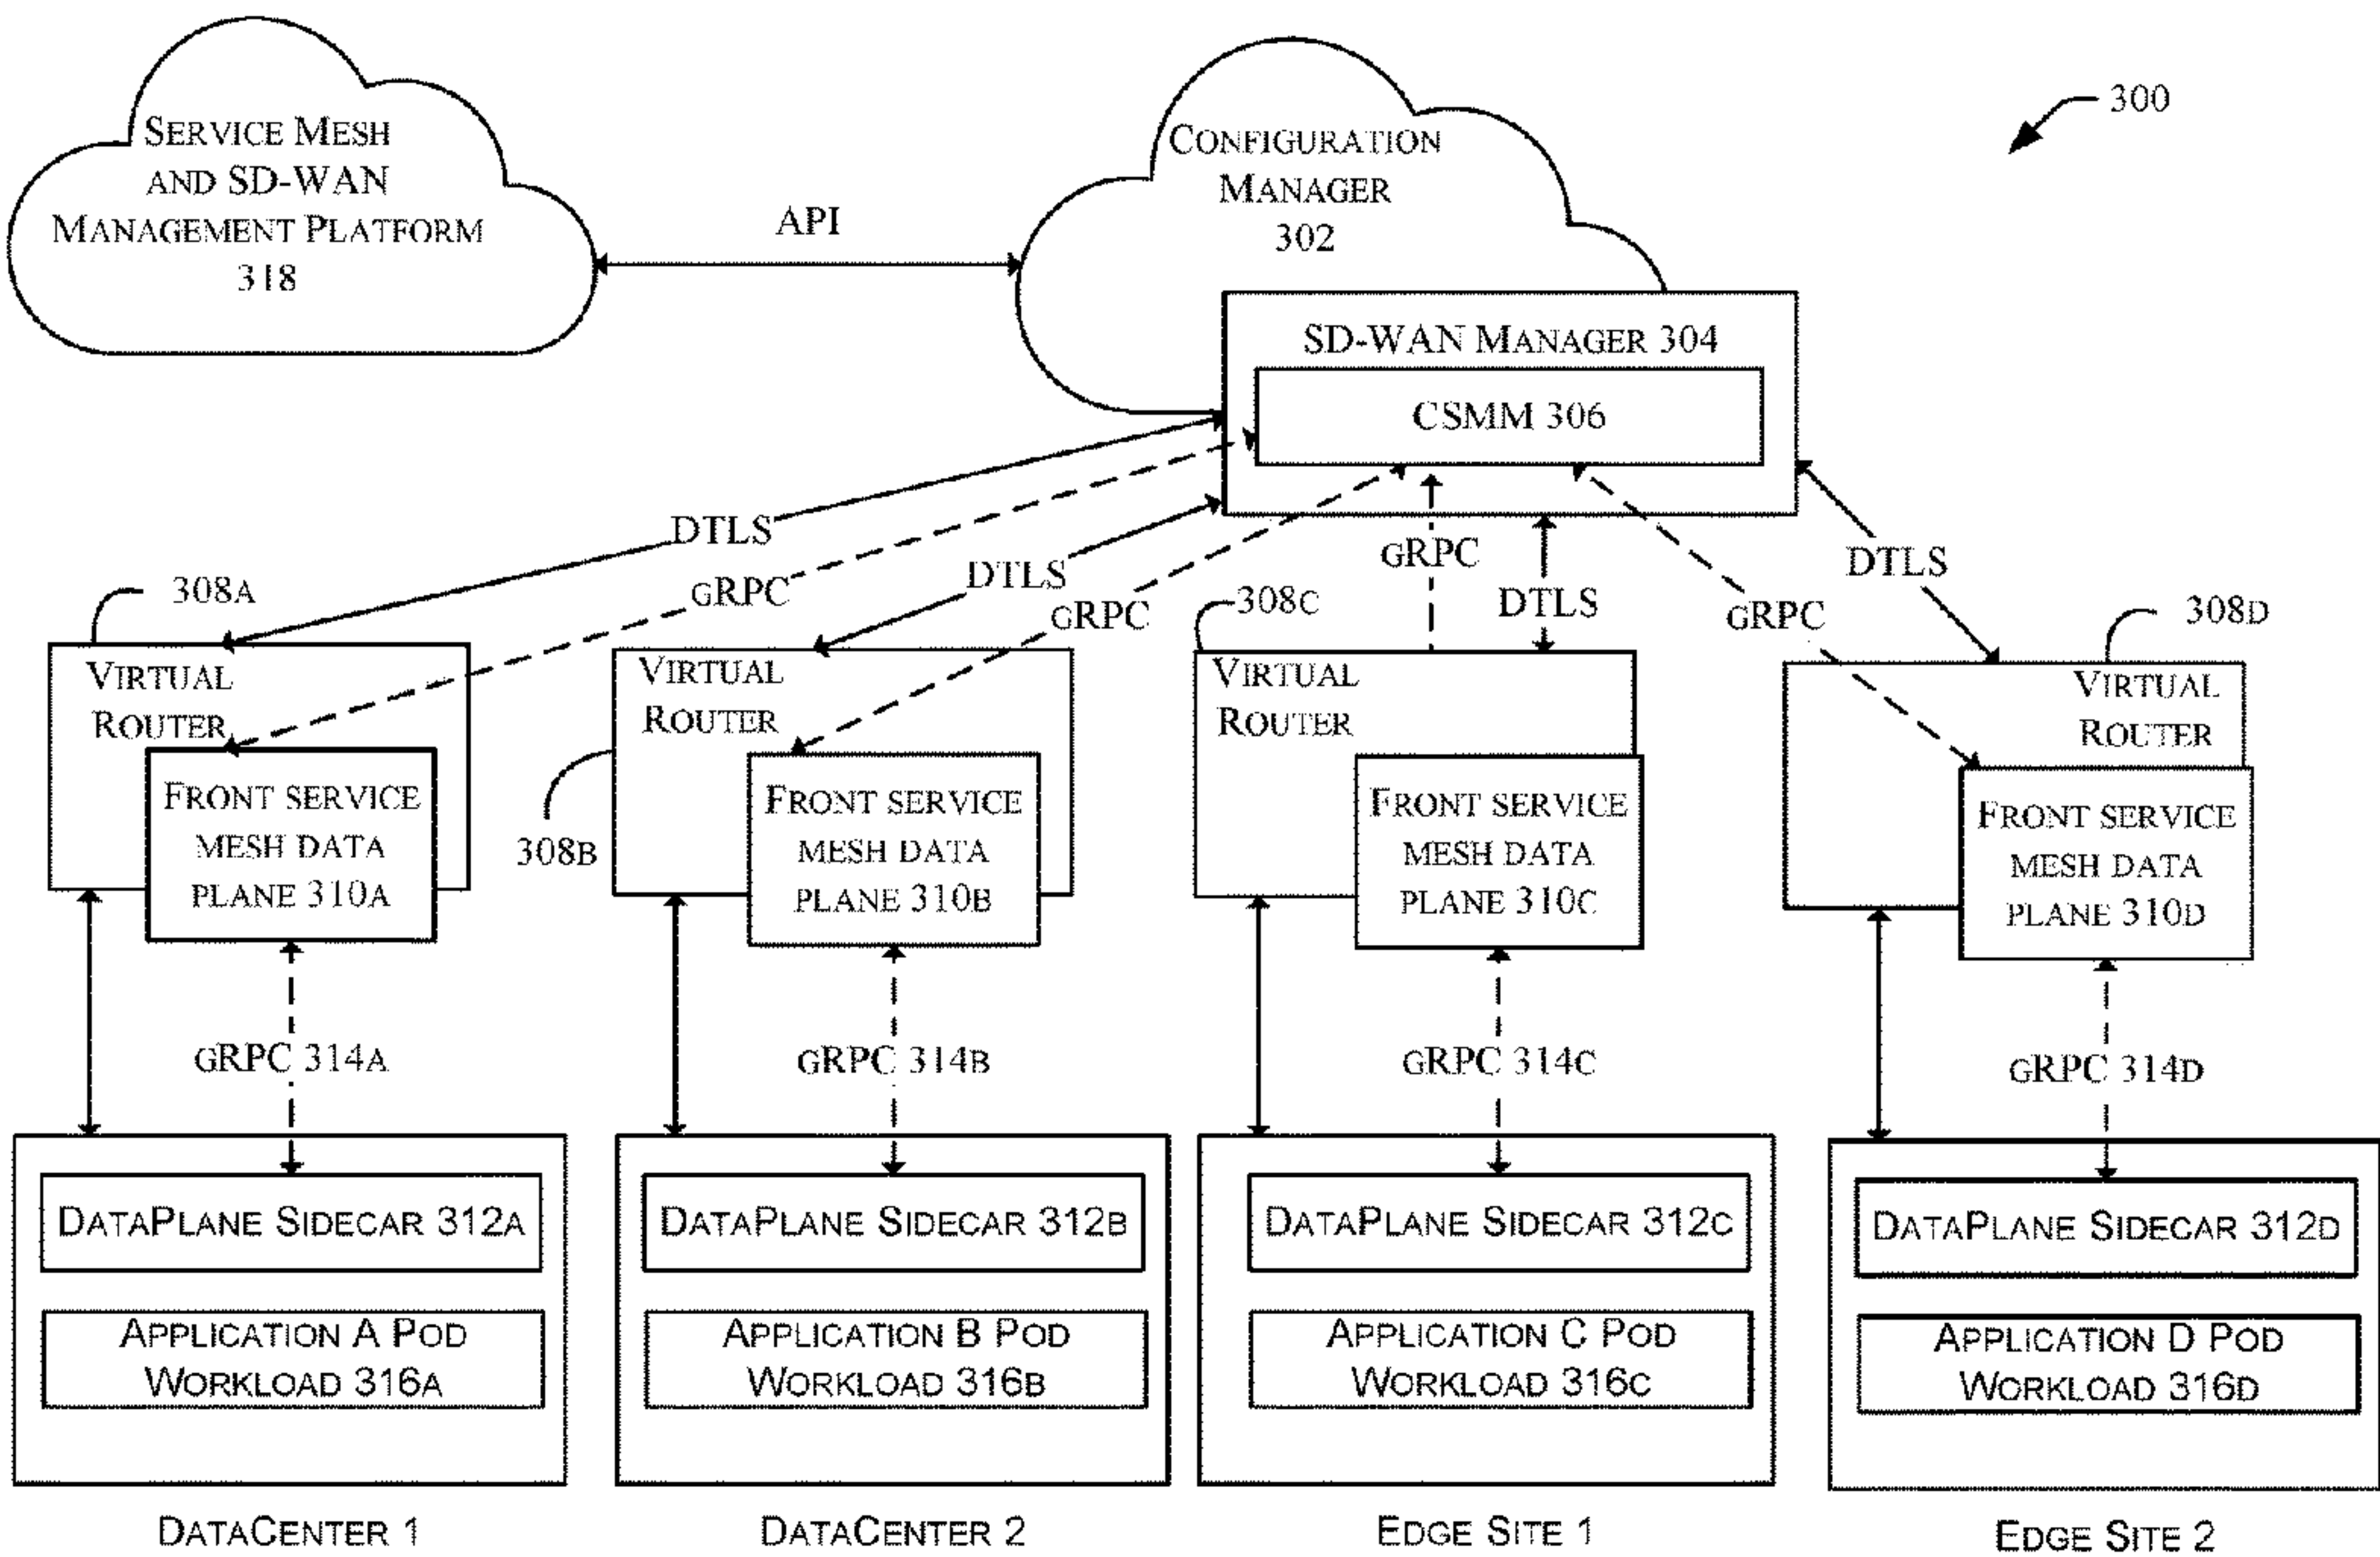 SERVICE MESH
AND SD-WAN
MANAGEMENT PLATFORM
318
API
CONFIGURATION
MANAGER
302
300
SD-WAN MANAGER 304
CSMM 306
DTLS
GRPC
DTLS
GRPC
GRPC
DTLS
GRPC
DTLS
308A
VIRTUAL
ROUTER
FRONT SERVICE
MESH DATA
PLANE 310A
308B
VIRTUAL
ROUTER
FRONT SERVICE
MESH DATA
PLANE 310B
308C
VIRTUAL
ROUTER
FRONT SERVICE
MESH DATA
PLANE 310C
308D
VIRTUAL
ROUTER
FRONT SERVICE
MESH DATA
PLANE 310D
GRPC 314A
GRPC 314B
GRPC 314C
GRPC 314D
DATAPLANE SIDECAR 312A
APPLICATION A POD
WORKLOAD 316A
DATACENTER 1
DATAPLANE SIDECAR 312B
APPLICATION B POD
WORKLOAD 316B
DATACENTER 2
DATAPLANE SIDECAR 312C
APPLICATION C POD
WORKLOAD 316C
EDGE SITE 1
DATAPLANE SIDECAR 312D
APPLICATION D POD
WORKLOAD 316D
EDGE SITE 2